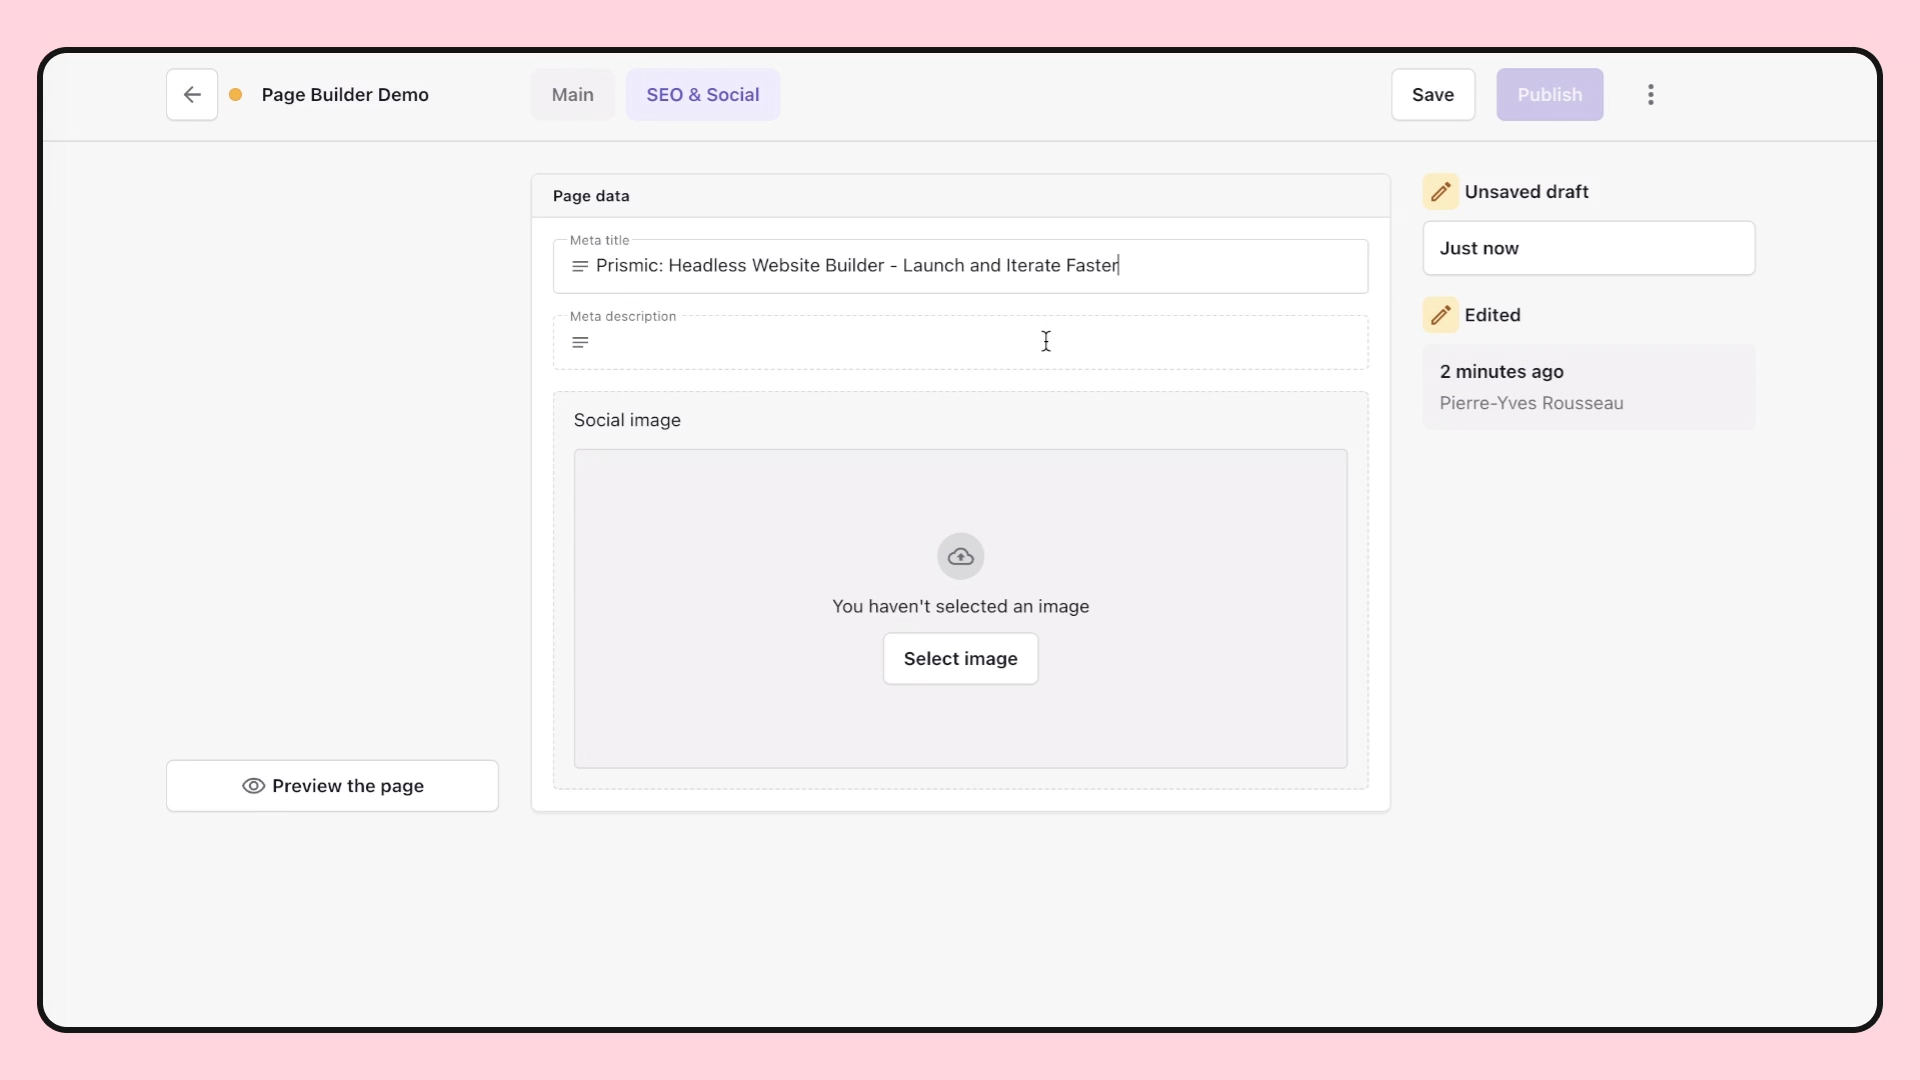 Page Builder Demo
Main
SEO & Social
Save
Publish
Page data
Meta title
Prismic: Headless Website Builder - Launch and Iterate Faster
Meta description
Social image
You haven't selected an image
Select image
Preview the page
Unsaved draft
Just now
Edited
2 minutes ago
Pierre-Yves Rousseau